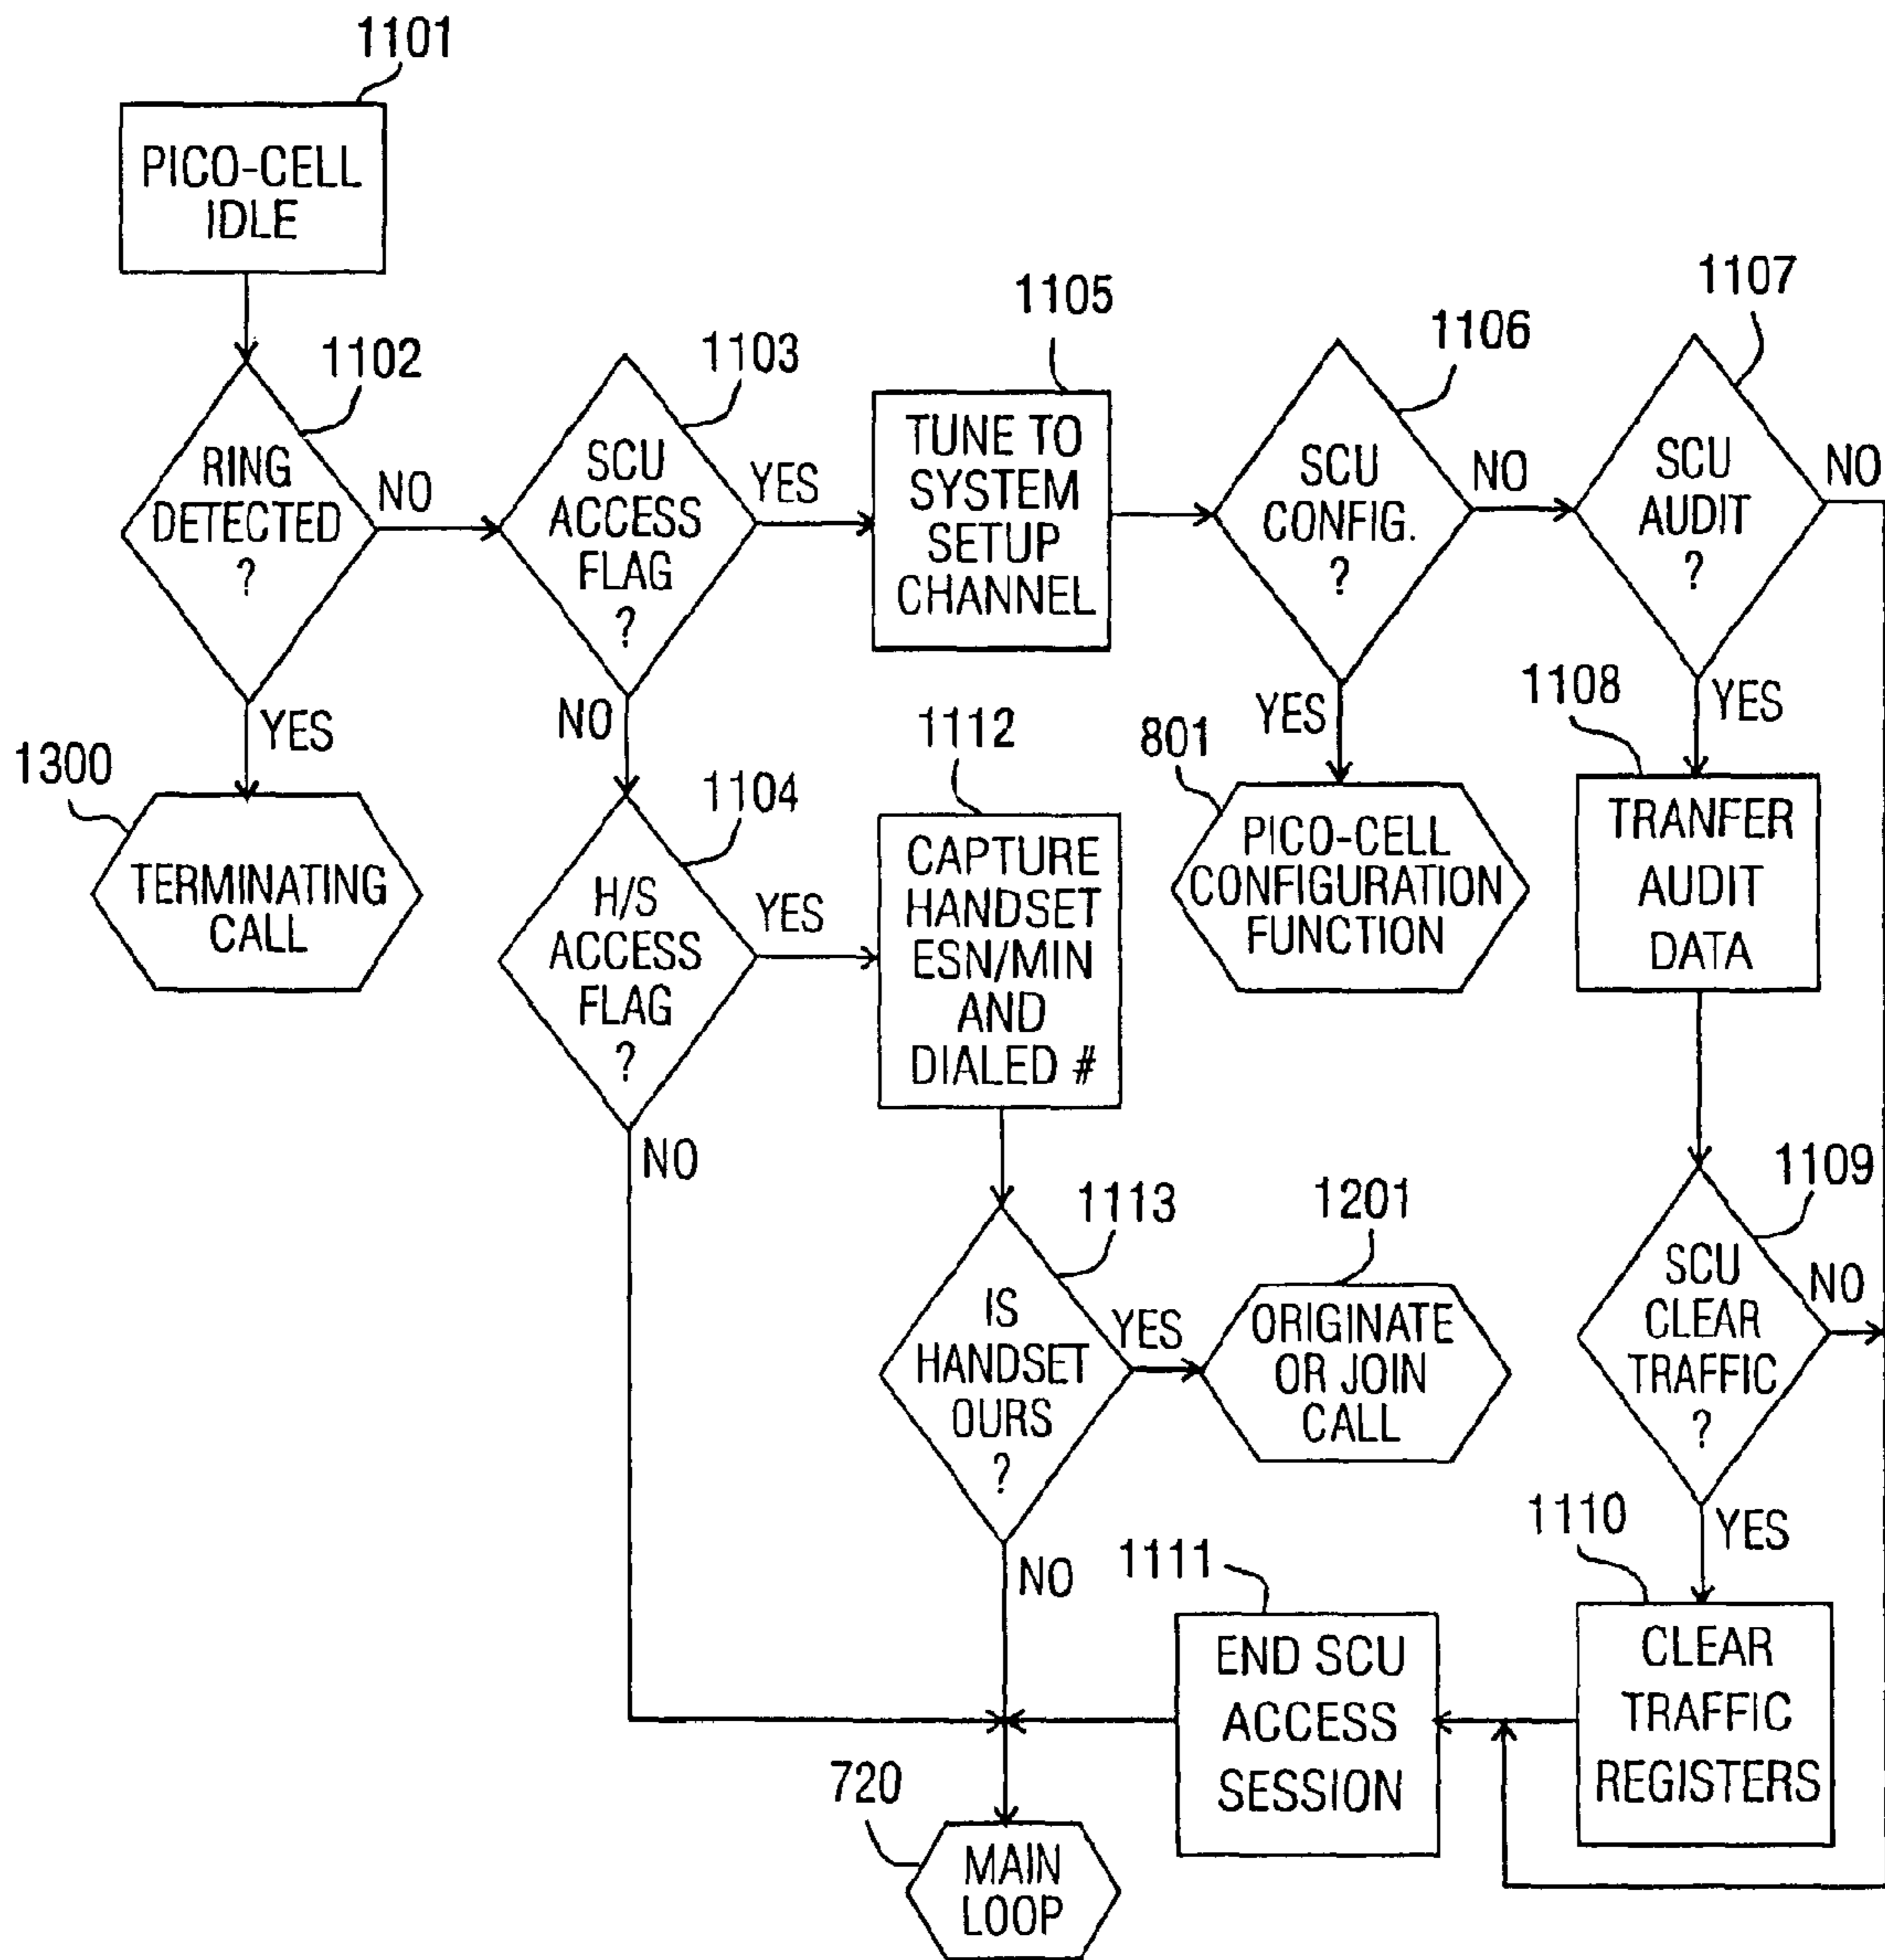 1101
PICO-CELL
IDLE
1102
RING
DETECTED
?
NO
YES
1300
TERMINATING
CALL
1103
SCU
ACCESS
FLAG
?
YES
NO
1105
TUNE TO
SYSTEM
SETUP
CHANNEL
1106
SCU
CONFIG.
?
NO
YES
801
PICO-CELL
CONFIGURATION
FUNCTION
1107
SCU
AUDIT
?
NO
YES
1108
TRANFER
AUDIT
DATA
1104
H/S
ACCESS
FLAG
?
YES
NO
1112
CAPTURE
HANDSET
ESN/MIN
AND
DIALED #
1113
IS
HANDSET
OURS
?
YES
NO
1201
ORIGINATE
OR JOIN
CALL
1109
SCU
CLEAR
TRAFFIC
?
NO
YES
1110
CLEAR
TRAFFIC
REGISTERS
1111
END SCU
ACCESS
SESSION
720
MAIN
LOOP